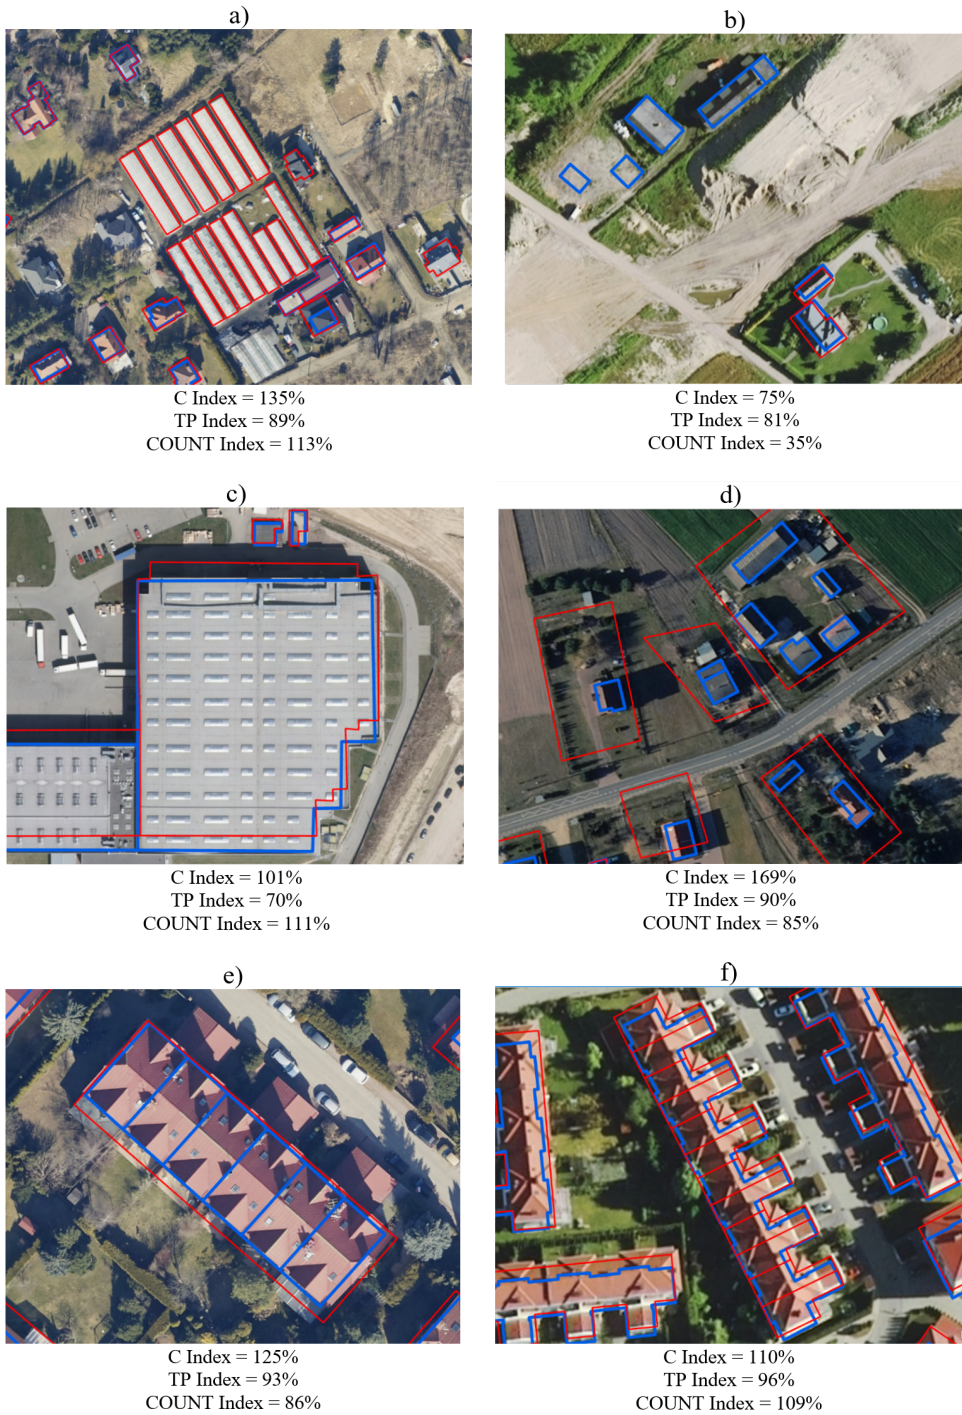 a)
b)
C Index = 135%
TP Index = 89%
COUNT Index = 113%
C Index = 75%
TP Index = 81%
COUNT Index = 35%
c)
d)
C Index = 101%
TP Index = 70%
COUNT Index = 111%
C Index = 169%
TP Index = 90%
COUNT Index = 85%
e)
f)
C Index = 125%
TP Index = 93%
COUNT Index = 86%
C Index = 110%
TP Index = 96%
COUNT Index = 109%